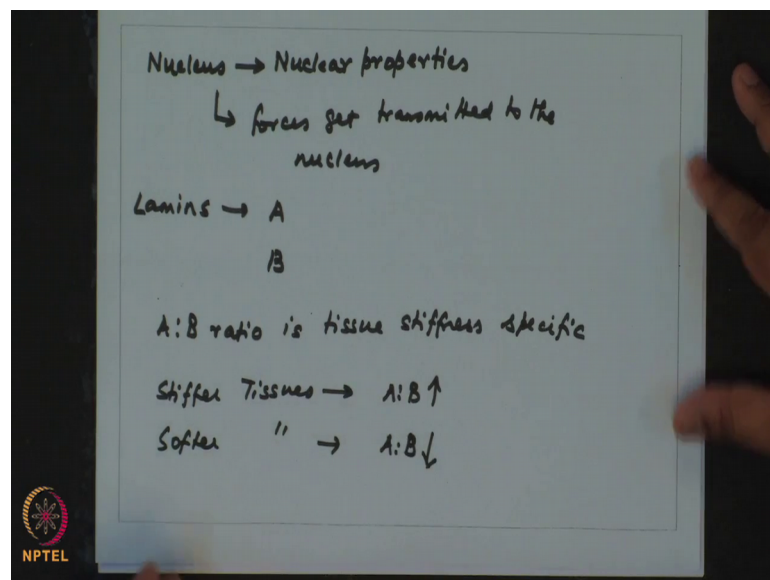 Nucleus → Nuclear properties
↳ forces get transmitted to the
nucleus
Lamins → A
B
A:B ratio is tissue stiffness specific
Stiffer Tissues → A:B ↑
Softer " → A:B ↓
NPTEL